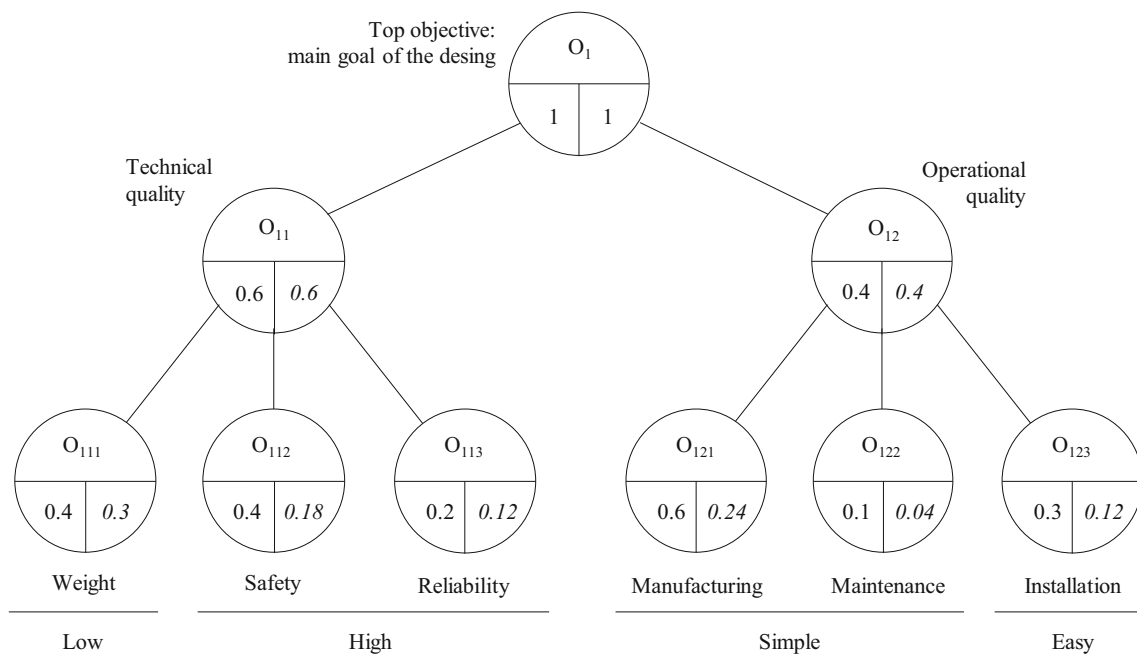 Top objective:
main goal of the desing
O₁
1 1
Technical
quality
Operational
quality
O₁₁
0.6 0.6
O₁₂
0.4 0.4
O₁₁₁
0.4 0.3
O₁₁₂
0.4 0.18
O₁₁₃
0.2 0.12
O₁₂₁
0.6 0.24
O₁₂₂
0.1 0.04
O₁₂₃
0.3 0.12
Weight
Safety
Reliability
Manufacturing
Maintenance
Installation
Low
High
Simple
Easy